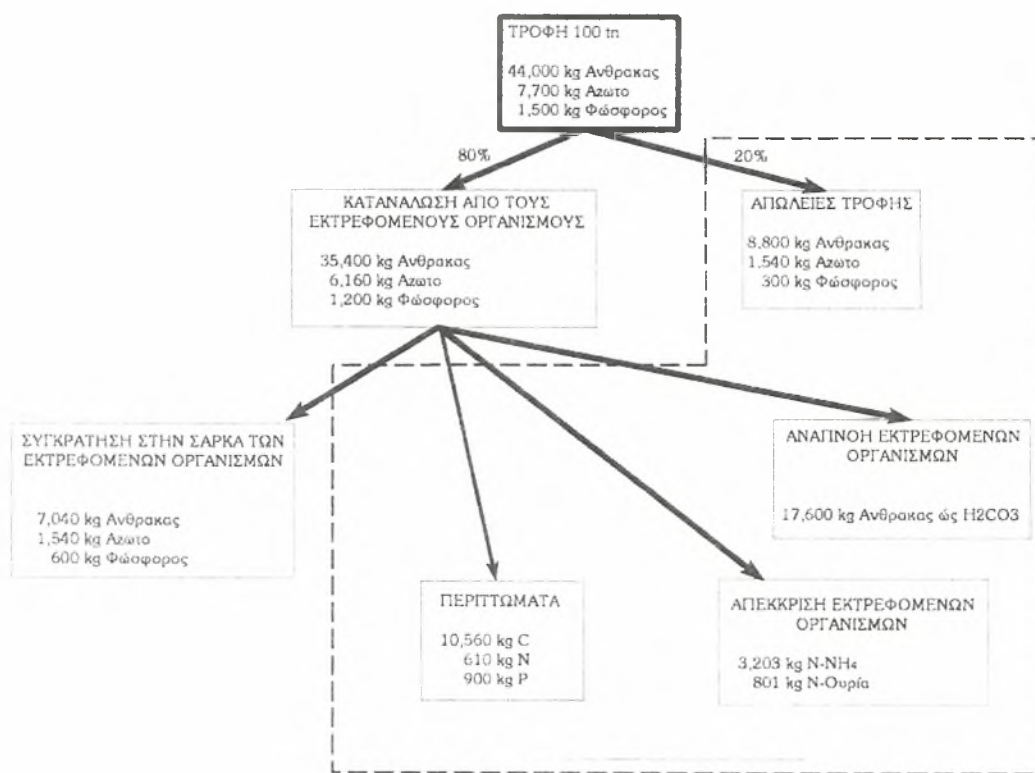 ΤΡΟΦΗ 100 tn
44,000 kg Ανθρακας
7,700 kg Αζωτο
1,500 kg Φώσφορος
80%
20%
ΚΑΤΑΝΑΛΩΣΗ ΑΠΟ ΤΟΥΣ
ΕΚΤΡΕΦΟΜΕΝΟΥΣ ΟΡΓΑΝΙΣΜΟΥΣ
35,400 kg Ανθρακας
6,160 kg Αζωτο
1,200 kg Φώσφορος
ΑΠΩΛΕΙΕΣ ΤΡΟΦΗΣ
8,800 kg Ανθρακας
1,540 kg Αζωτο
300 kg Φώσφορος
ΣΥΓΚΡΑΤΗΣΗ ΣΤΗΝ ΣΑΡΚΑ ΤΩΝ
ΕΚΤΡΕΦΟΜΕΝΩΝ ΟΡΓΑΝΙΣΜΩΝ
7,040 kg Ανθρακας
1,540 kg Αζωτο
600 kg Φώσφορος
ΑΝΑΠΝΟΗ ΕΚΤΡΕΦΟΜΕΝΩΝ
ΟΡΓΑΝΙΣΜΩΝ
17,600 kg Ανθρακας ώς H2CO3
ΠΕΡΙΤΤΩΜΑΤΑ
10,560 kg C
610 kg N
900 kg P
ΑΠΕΚΚΡΙΣΗ ΕΚΤΡΕΦΟΜΕΝΩΝ
ΟΡΓΑΝΙΣΜΩΝ
3,203 kg N-NH₄
801 kg N-Ουρία